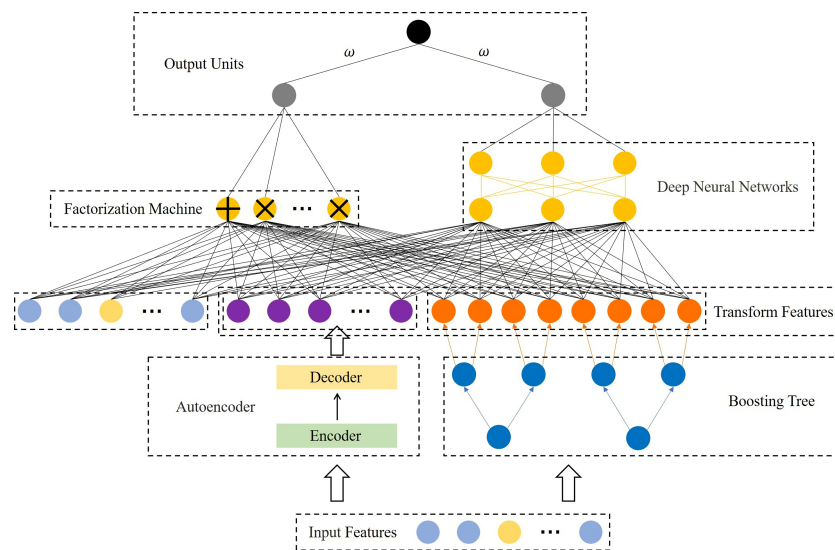 ω
ω
Output Units
Deep Neural Networks
Factorization Machine
...
...
...
Transform Features
Decoder
Autoencoder
Boosting Tree
Encoder
Input Features
...